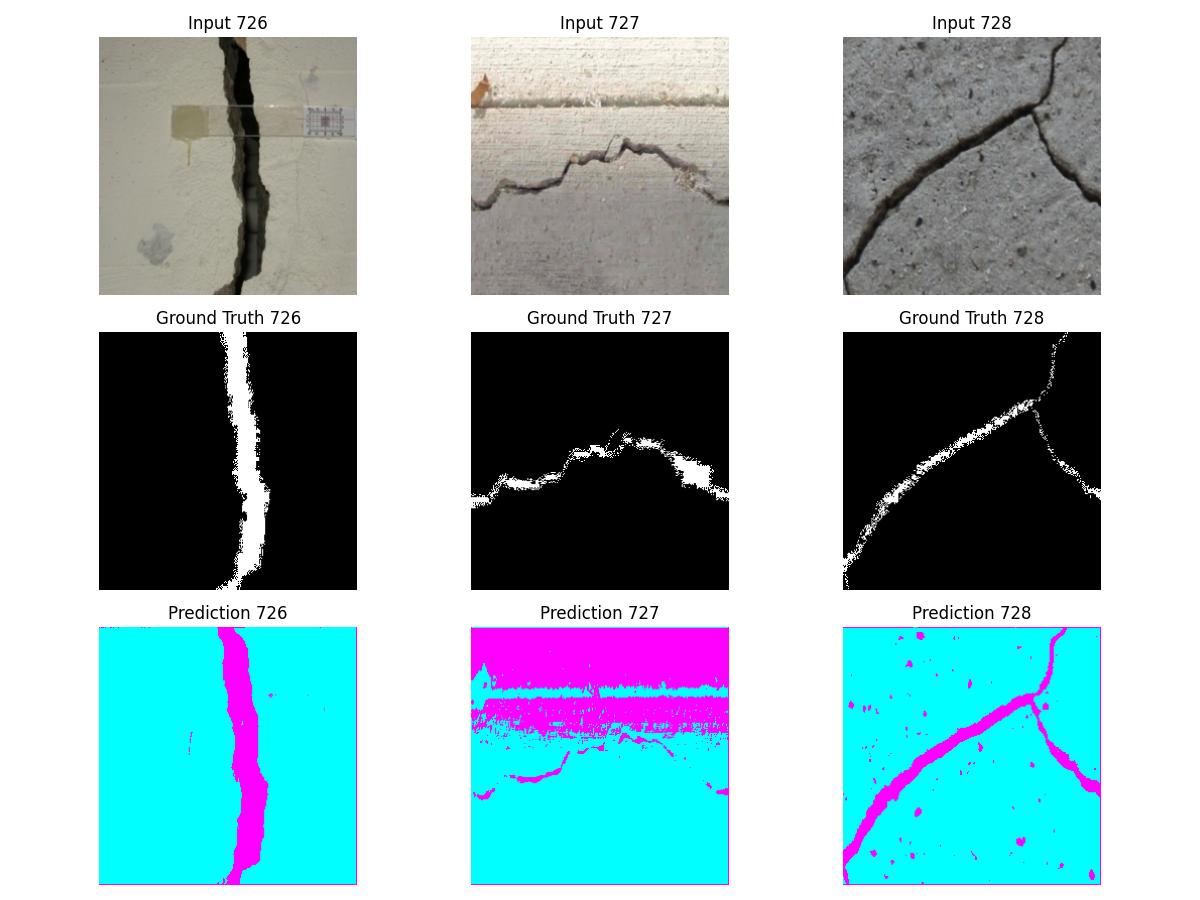 Input 726
Input 727
Input 728
Ground Truth 726
Ground Truth 727
Ground Truth 728
Prediction 726
Prediction 727
Prediction 728